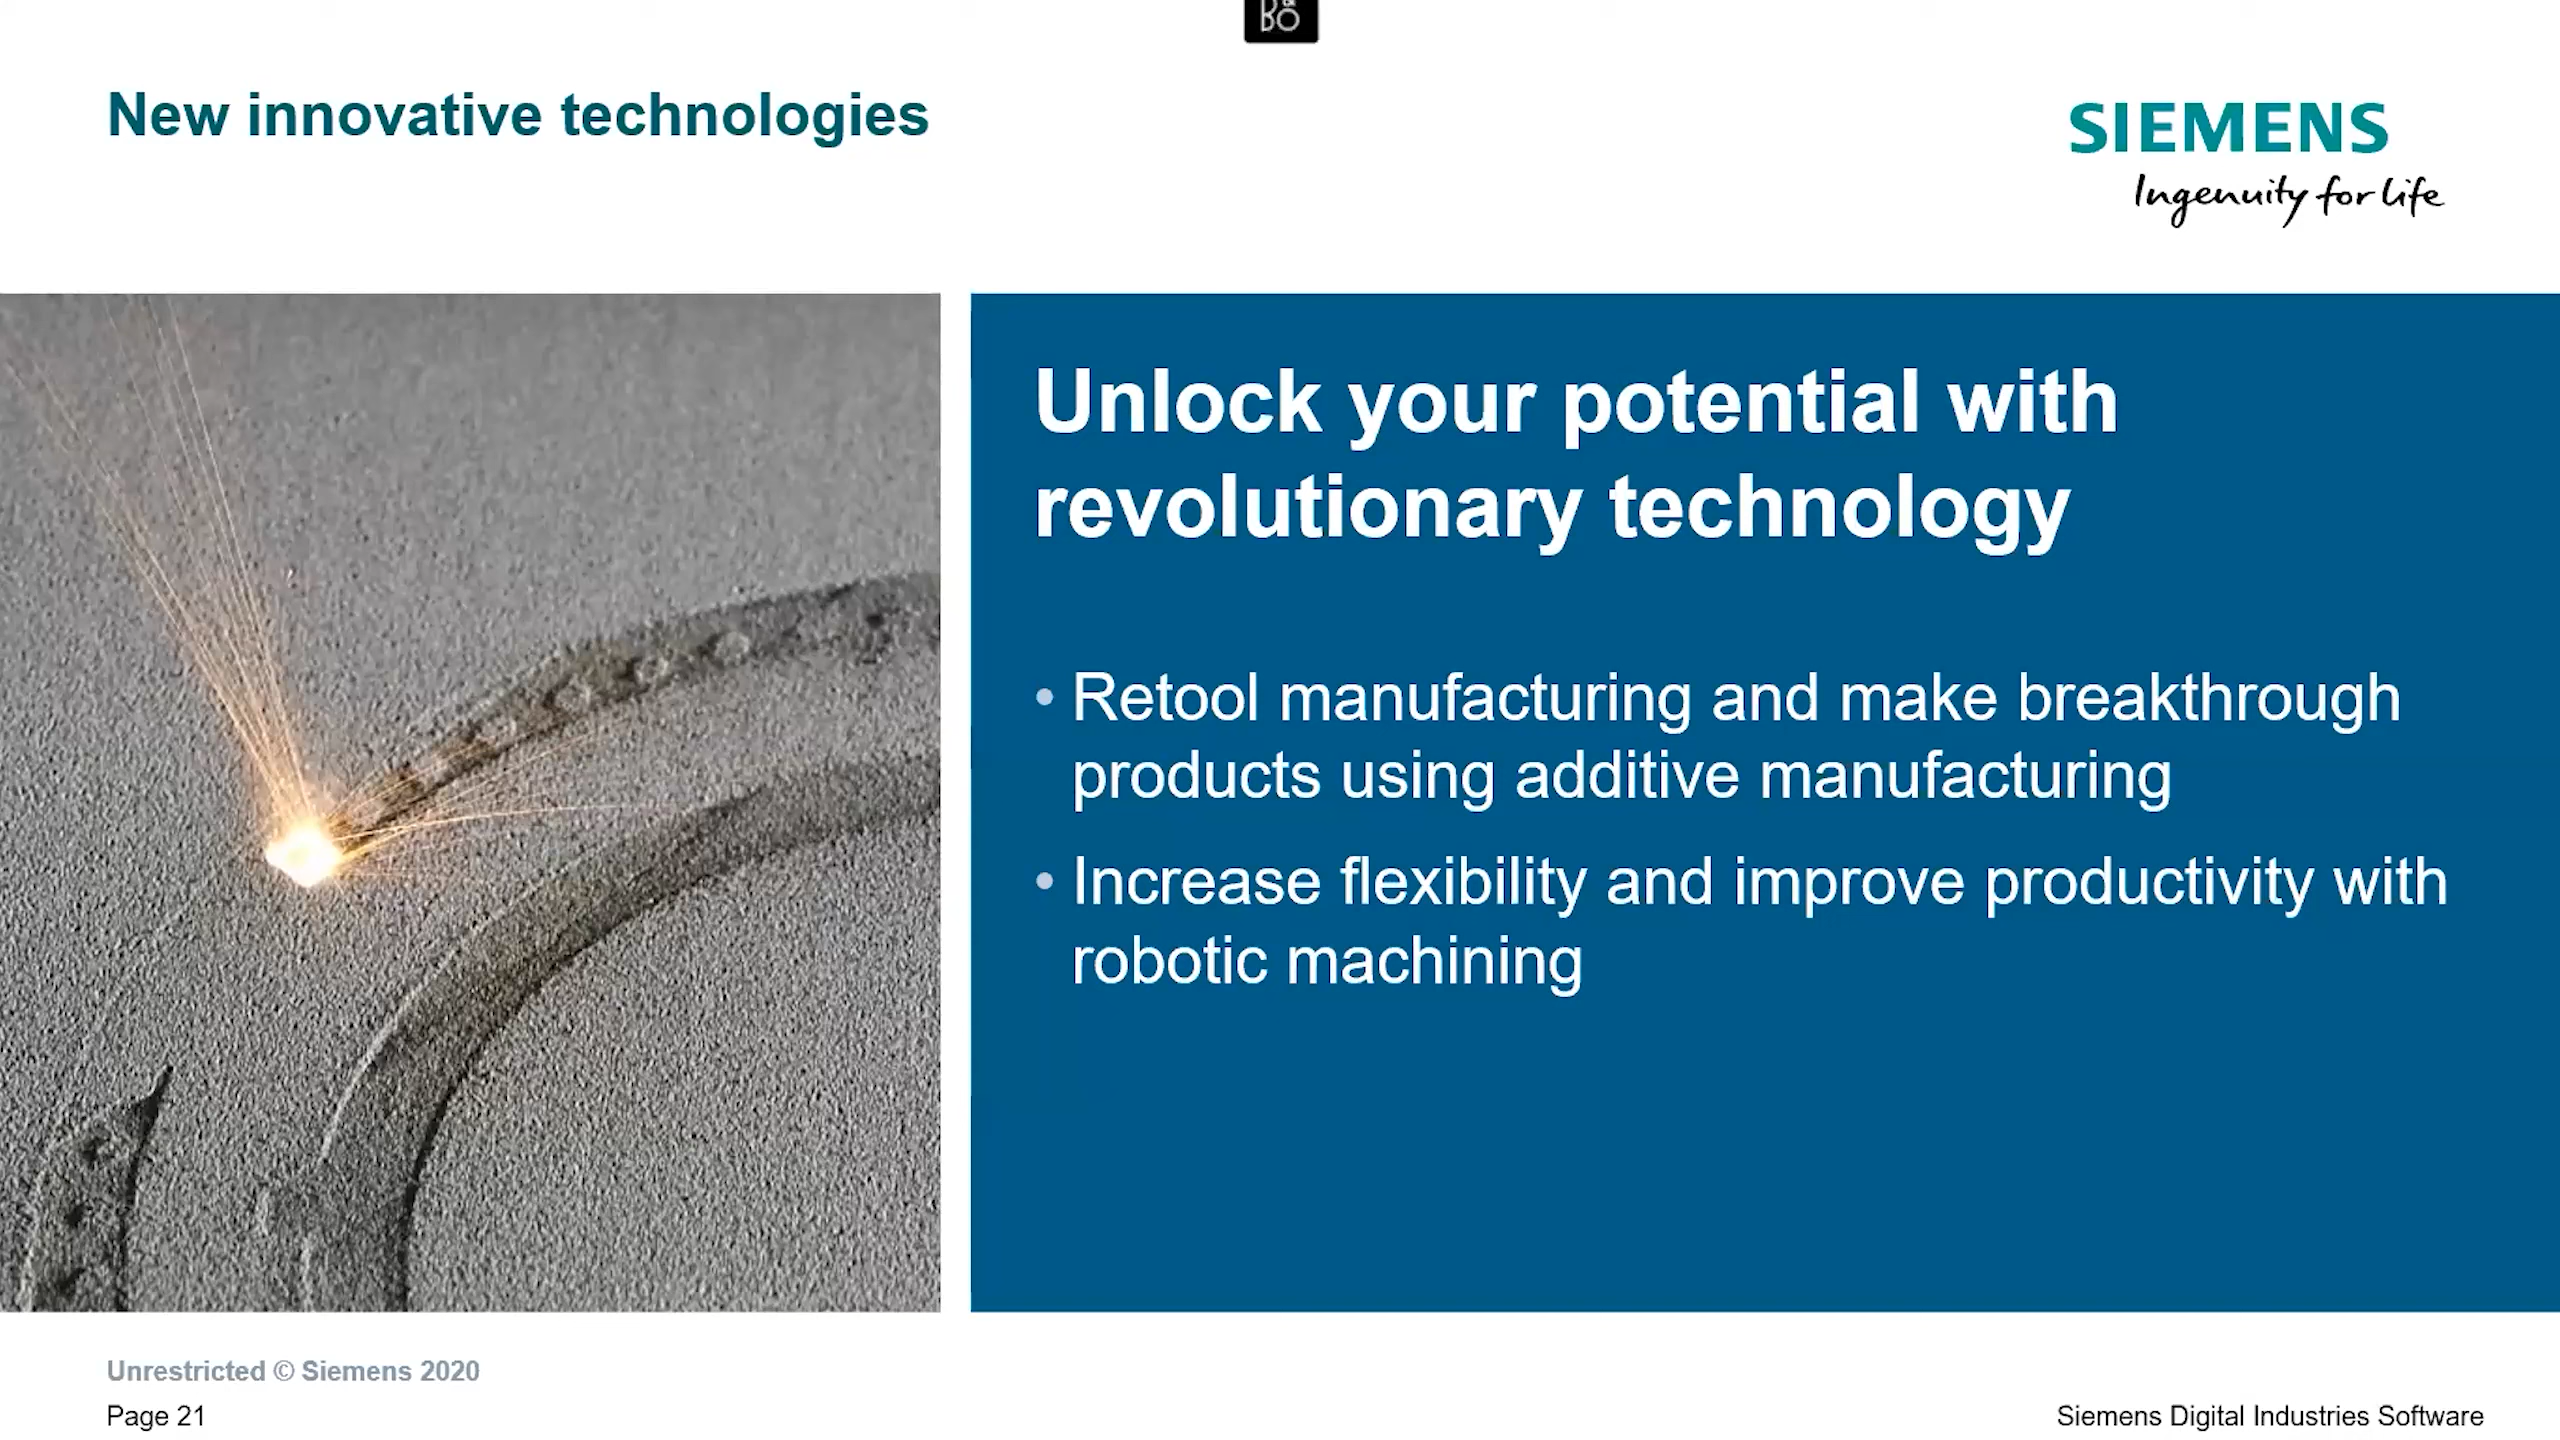 New innovative technologies
SIEMENS
Ingenuity for life
Unlock your potential with
revolutionary technology
• Retool manufacturing and make breakthrough
products using additive manufacturing
• Increase flexibility and improve productivity with
robotic machining
Unrestricted © Siemens 2020
Page 21
Siemens Digital Industries Software